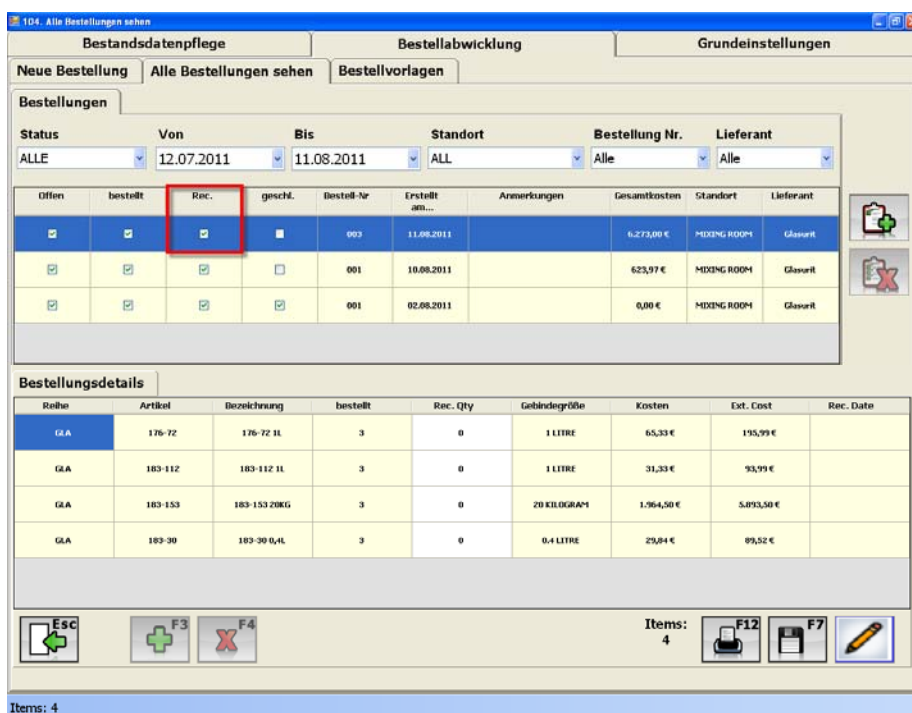 104. Alle Bestellungen sehen
Bestandsdatenpflege Bestellabwicklung Grundeinstellungen
Neue Bestellung Alle Bestellungen sehen Bestellvorlagen
Bestellungen
Status Von Bis Standort Bestellung Nr. Lieferant
ALLE 12.07.2011 11.08.2011 ALL Alle Alle
Offen bestellt Rec. geschl. Bestell-Nr Erstellt am... Anmerkungen Gesamtkosten Standort Lieferant
003 11.08.2011 6.273,00 € MIXING ROOM Glasurit
001 10.08.2011 623,97 € MIXING ROOM Glasurit
001 02.08.2011 0,00 € MIXING ROOM Glasurit
Bestellungsdetails
Reihe Artikel Bezeichnung bestellt Rec. Qty Gebindegröße Kosten Ext. Cost Rec. Date
GLA 176-72 176-72 1L 3 0 1 LITRE 65,33 € 195,99 €
GLA 183-112 183-112 1L 3 0 1 LITRE 31,33 € 93,99 €
GLA 183-153 183-153 20KG 3 0 20 KILOGRAM 1.964,50 € 5.893,50 €
GLA 183-30 183-30 0,4L 3 0 0.4 LITRE 29,84 € 89,52 €
Esc F3 F4 Items: 4 F12 F7
Items: 4